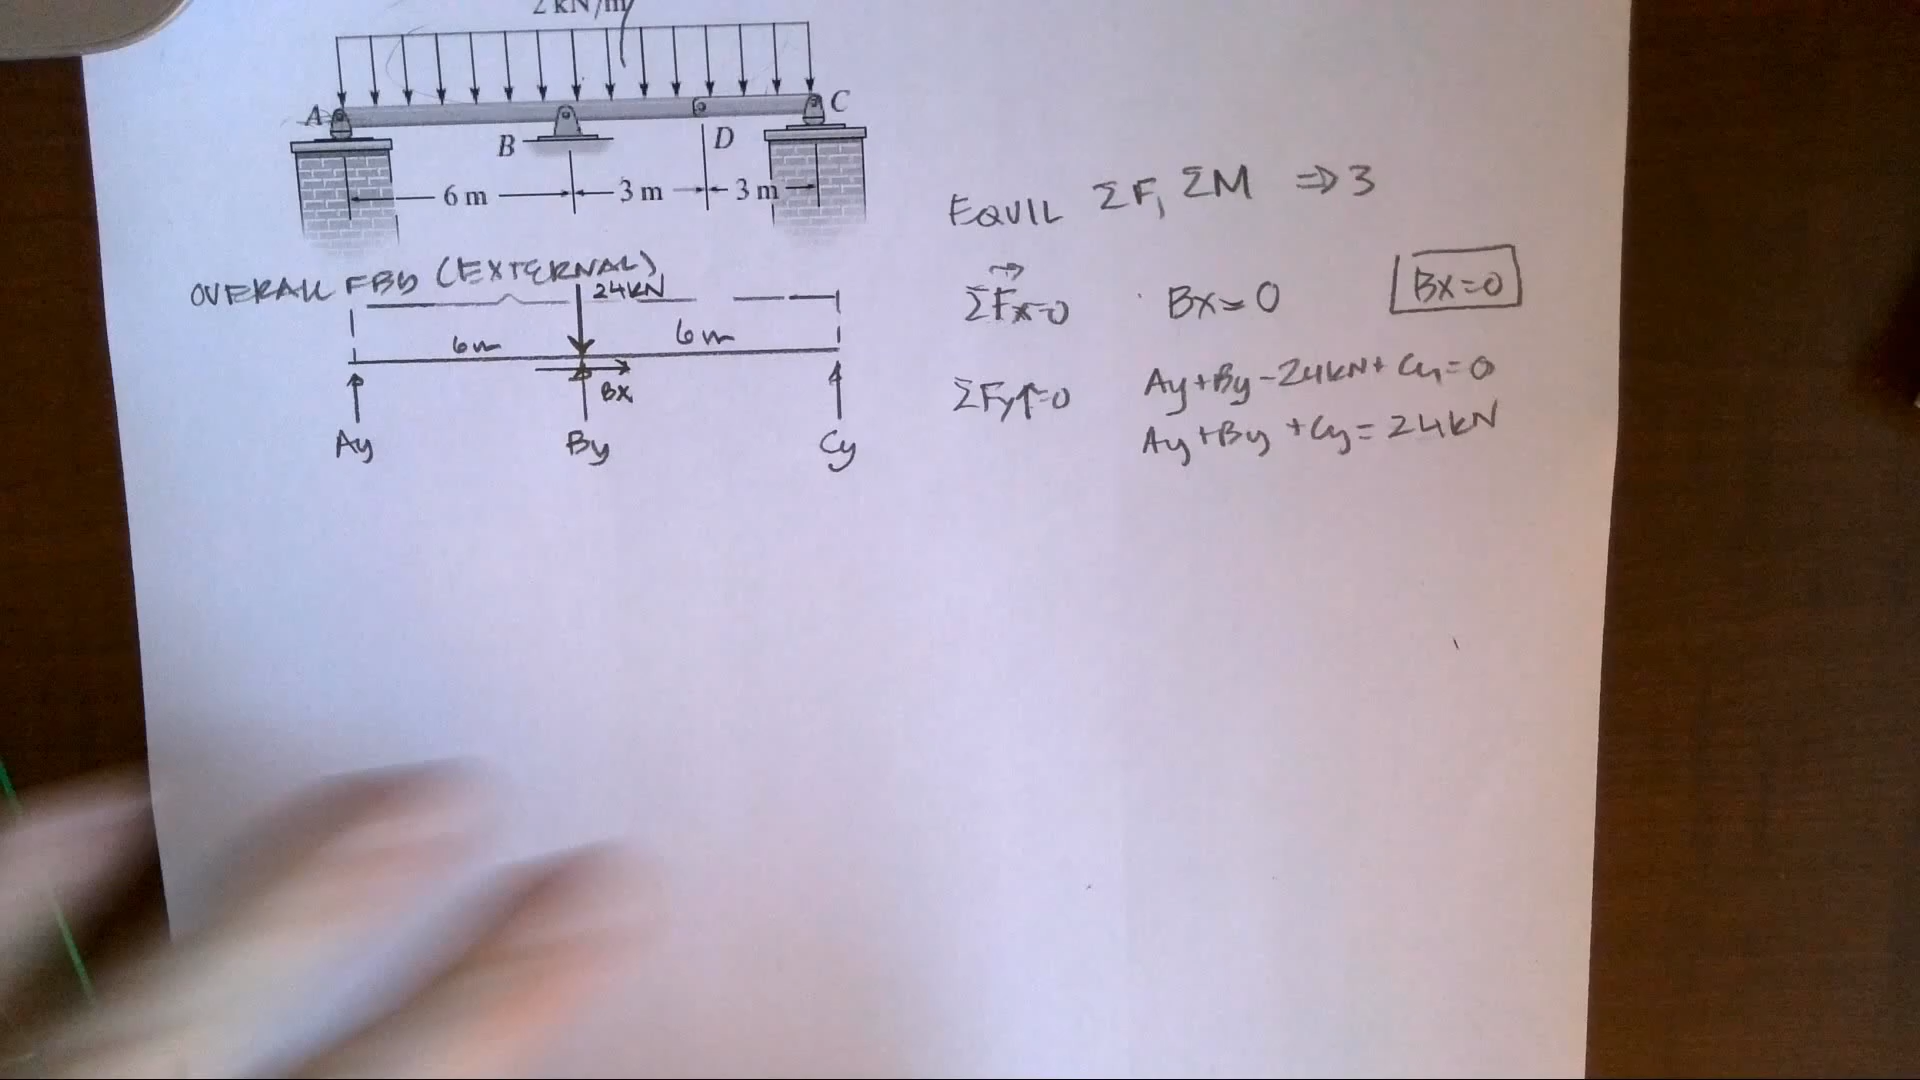 2 kN/m
A
B
D
C
6 m
3 m
3 m
EQUIL ΣF, ΣM ⇒ 3
OVERALL FBD (EXTERNAL)
24kN
6m
6m
Bx
Ay
By
Cy
ΣFx=0 Bx=0
Bx=0
ΣFy↑=0 Ay+By-24kN+Cy=0
Ay+By+Cy=24kN